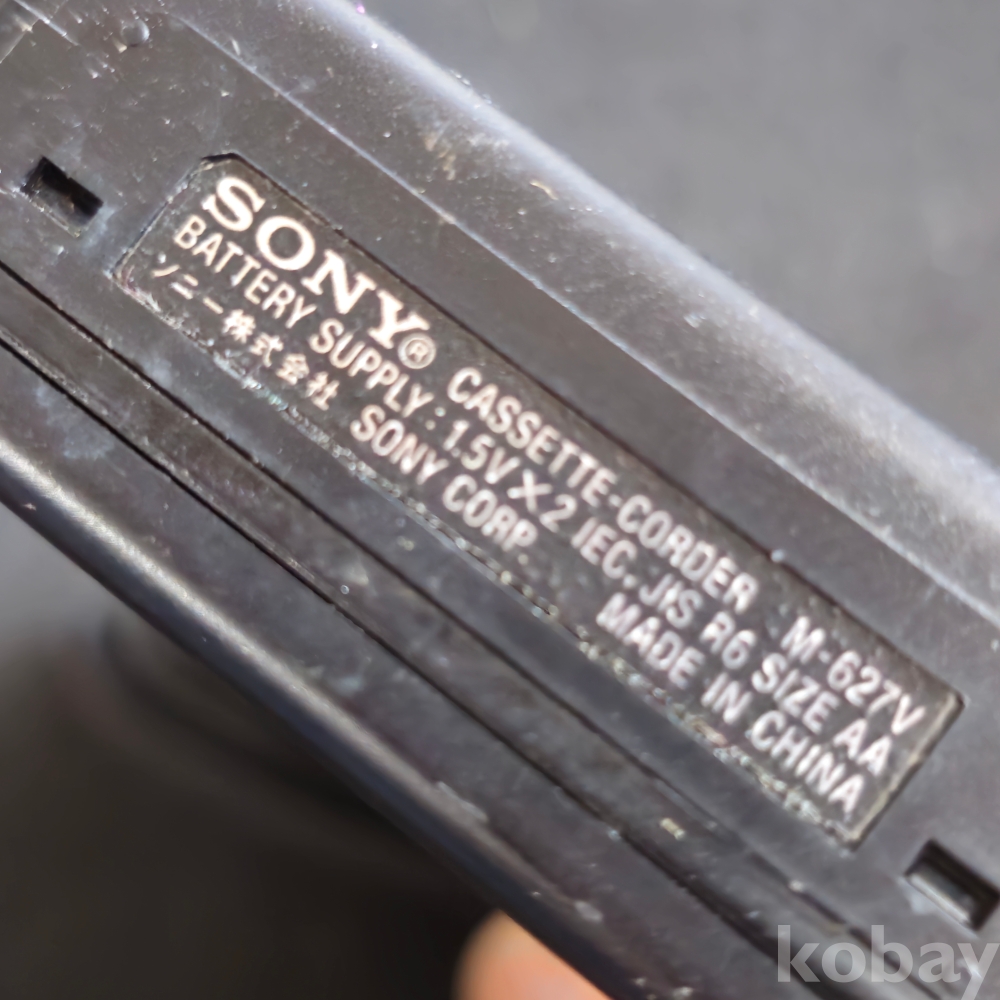 SONY® CASSETTE-CORDER M-627V
BATTERY SUPPLY: 1.5V×2 IEC, JIS R6 SIZE AA
ソニー株式会社 SONY CORP. MADE IN CHINA
kobay